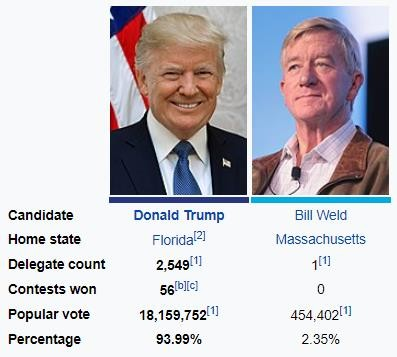 Candidate Donald Trump Bill Weld
Home state Florida[2] Massachusetts
Delegate count 2,549[1] 1[1]
Contests won 56[b][c] 0
Popular vote 18,159,752[1] 454,402[1]
Percentage 93.99% 2.35%